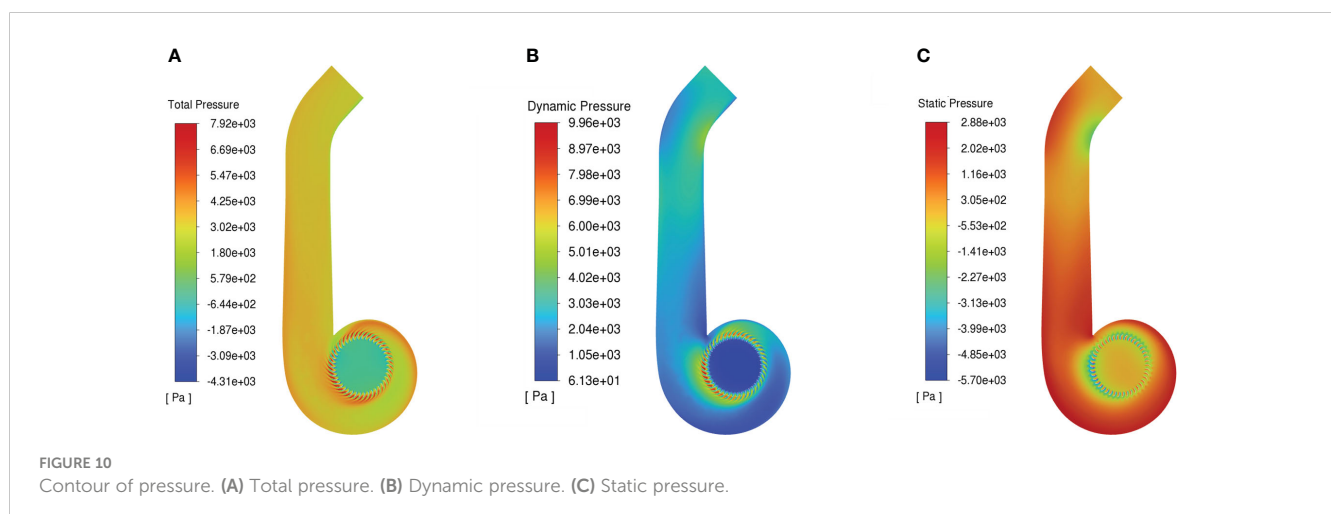 A
Total Pressure
7.92e+03
6.69e+03
5.47e+03
4.25e+03
3.02e+03
1.80e+03
5.79e+02
-6.44e+02
-1.87e+03
-3.09e+03
-4.31e+03
[ Pa ]
B
Dynamic Pressure
9.96e+03
8.97e+03
7.98e+03
6.99e+03
6.00e+03
5.01e+03
4.02e+03
3.03e+03
2.04e+03
1.05e+03
6.13e+01
[ Pa ]
C
Static Pressure
2.88e+03
2.02e+03
1.16e+03
3.05e+02
-5.53e+02
-1.41e+03
-2.27e+03
-3.13e+03
-3.99e+03
-4.85e+03
-5.70e+03
[ Pa ]
FIGURE 10
Contour of pressure. (A) Total pressure. (B) Dynamic pressure. (C) Static pressure.